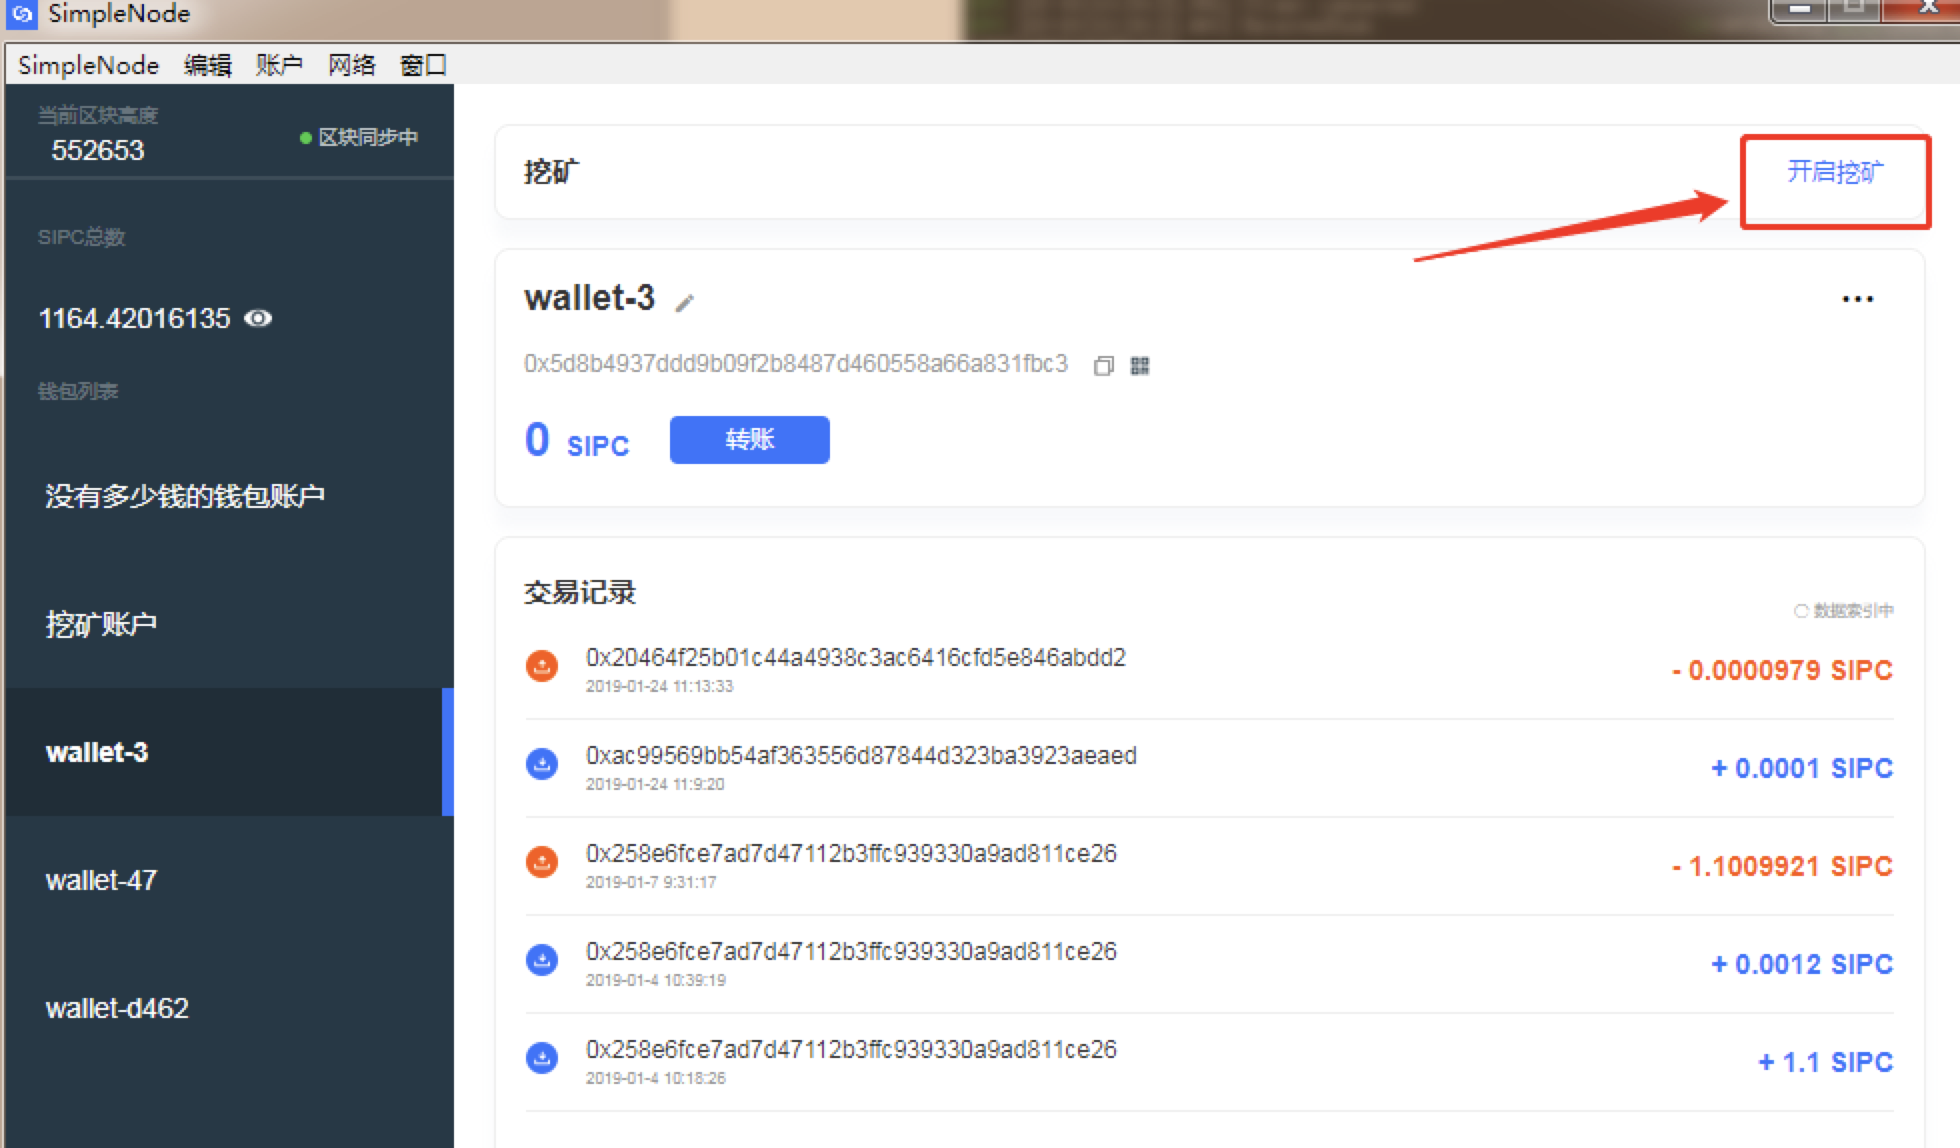 SimpleNode
SimpleNode 编辑 账户 网络 窗口
当前区块高度
552653
区块同步中
SIPC总数
1164.42016135
钱包列表
没有多少钱的钱包账户
挖矿账户
wallet-3
wallet-47
wallet-d462
挖矿
开启挖矿
wallet-3
0x5d8b4937ddd9b09f2b8487d460558a66a831fbc3
0 SIPC
转账
交易记录
数据索引中
0x20464f25b01c44a4938c3ac6416cfd5e846abdd2
2019-01-24 11:13:33
- 0.0000979 SIPC
0xac99569bb54af363556d87844d323ba3923aeaed
2019-01-24 11:9:20
+ 0.0001 SIPC
0x258e6fce7ad7d47112b3ffc939330a9ad811ce26
2019-01-7 9:31:17
- 1.1009921 SIPC
0x258e6fce7ad7d47112b3ffc939330a9ad811ce26
2019-01-4 10:39:19
+ 0.0012 SIPC
0x258e6fce7ad7d47112b3ffc939330a9ad811ce26
2019-01-4 10:18:26
+ 1.1 SIPC